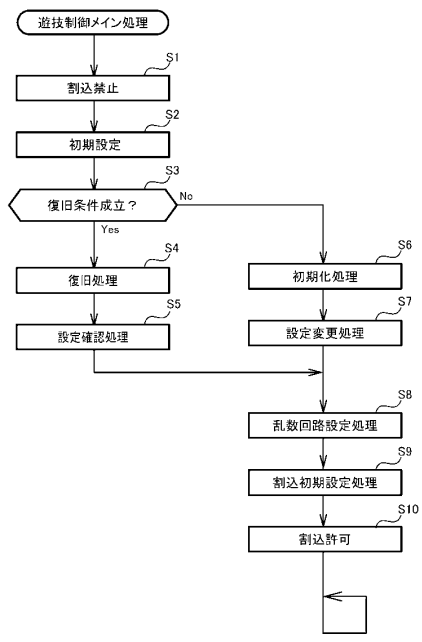 遊技制御メイン処理
S1
割込禁止
S2
初期設定
S3
復旧条件成立?
No
Yes
S4
復旧処理
S5
設定確認処理
S6
初期化処理
S7
設定変更処理
S8
乱数回路設定処理
S9
割込初期設定処理
S10
割込許可